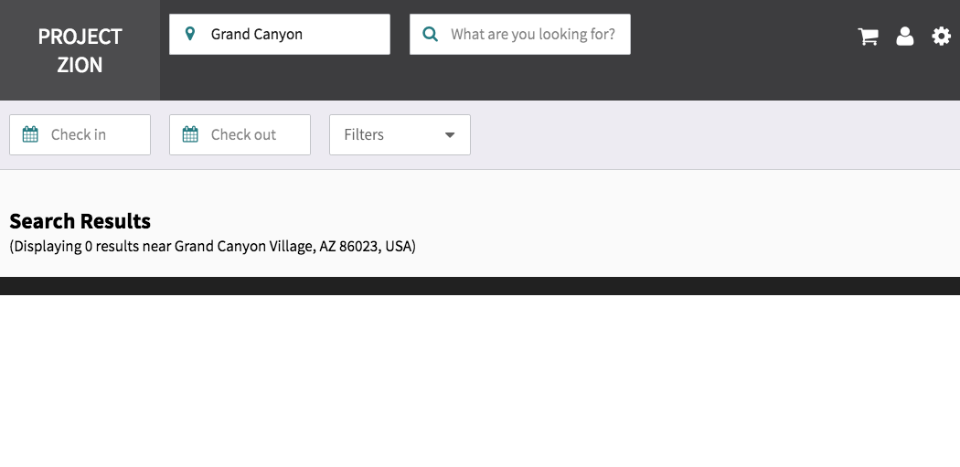 PROJECT
ZION
Grand Canyon
What are you looking for?
Check in
Check out
Filters
Search Results
(Displaying 0 results near Grand Canyon Village, AZ 86023, USA)